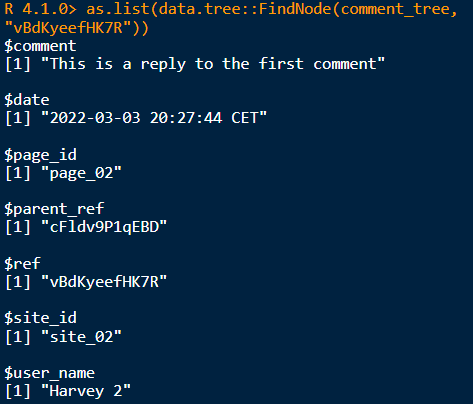 R 4.1.0> as.list(data.tree::FindNode(comment_tree,
"vBdKyeefHK7R"))
$comment
[1] "This is a reply to the first comment"
$date
[1] "2022-03-03 20:27:44 CET"
$page_id
[1] "page_02"
$parent_ref
[1] "cFldv9P1qEBD"
$ref
[1] "vBdKyeefHK7R"
$site_id
[1] "site_02"
$user_name
[1] "Harvey 2"